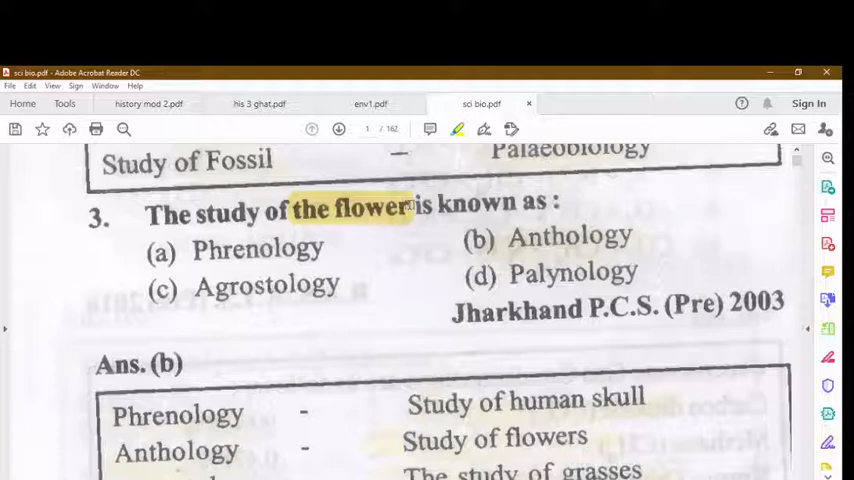 sci bio.pdf - Adobe Acrobat Reader DC
File Edit View Sign Window Help
Home Tools history mod 2.pdf his 3 ghat.pdf env1.pdf sci bio.pdf × Sign In
1 / 162
Study of Fossil — Palaeobiology
3. The study of the flower is known as :
(a) Phrenology (b) Anthology
(c) Agrostology (d) Palynology
Jharkhand P.C.S. (Pre) 2003
Ans. (b)
Phrenology - Study of human skull
Anthology - Study of flowers
The study of grasses